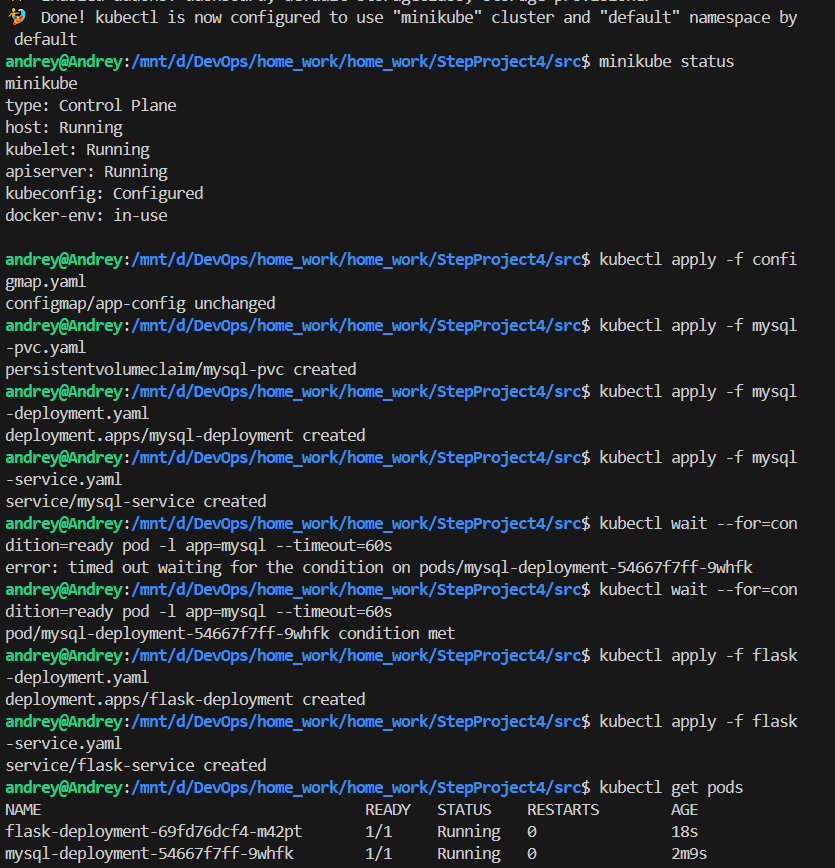 Done! kubectl is now configured to use "minikube" cluster and "default" namespace by
default
andrey@Andrey:/mnt/d/DevOps/home_work/home_work/StepProject4/src$ minikube status
minikube
type: Control Plane
host: Running
kubelet: Running
apiserver: Running
kubeconfig: Configured
docker-env: in-use
andrey@Andrey:/mnt/d/DevOps/home_work/home_work/StepProject4/src$ kubectl apply -f confi
gmap.yaml
configmap/app-config unchanged
andrey@Andrey:/mnt/d/DevOps/home_work/home_work/StepProject4/src$ kubectl apply -f mysql
-pvc.yaml
persistentvolumeclaim/mysql-pvc created
andrey@Andrey:/mnt/d/DevOps/home_work/home_work/StepProject4/src$ kubectl apply -f mysql
-deployment.yaml
deployment.apps/mysql-deployment created
andrey@Andrey:/mnt/d/DevOps/home_work/home_work/StepProject4/src$ kubectl apply -f mysql
-service.yaml
service/mysql-service created
andrey@Andrey:/mnt/d/DevOps/home_work/home_work/StepProject4/src$ kubectl wait --for=con
dition=ready pod -l app=mysql --timeout=60s
error: timed out waiting for the condition on pods/mysql-deployment-54667f7ff-9whfk
andrey@Andrey:/mnt/d/DevOps/home_work/home_work/StepProject4/src$ kubectl wait --for=con
dition=ready pod -l app=mysql --timeout=60s
pod/mysql-deployment-54667f7ff-9whfk condition met
andrey@Andrey:/mnt/d/DevOps/home_work/home_work/StepProject4/src$ kubectl apply -f flask
-deployment.yaml
deployment.apps/flask-deployment created
andrey@Andrey:/mnt/d/DevOps/home_work/home_work/StepProject4/src$ kubectl apply -f flask
-service.yaml
service/flask-service created
andrey@Andrey:/mnt/d/DevOps/home_work/home_work/StepProject4/src$ kubectl get pods
NAME READY STATUS RESTARTS AGE
flask-deployment-69fd76dcf4-m42pt 1/1 Running 0 18s
mysql-deployment-54667f7ff-9whfk 1/1 Running 0 2m9s